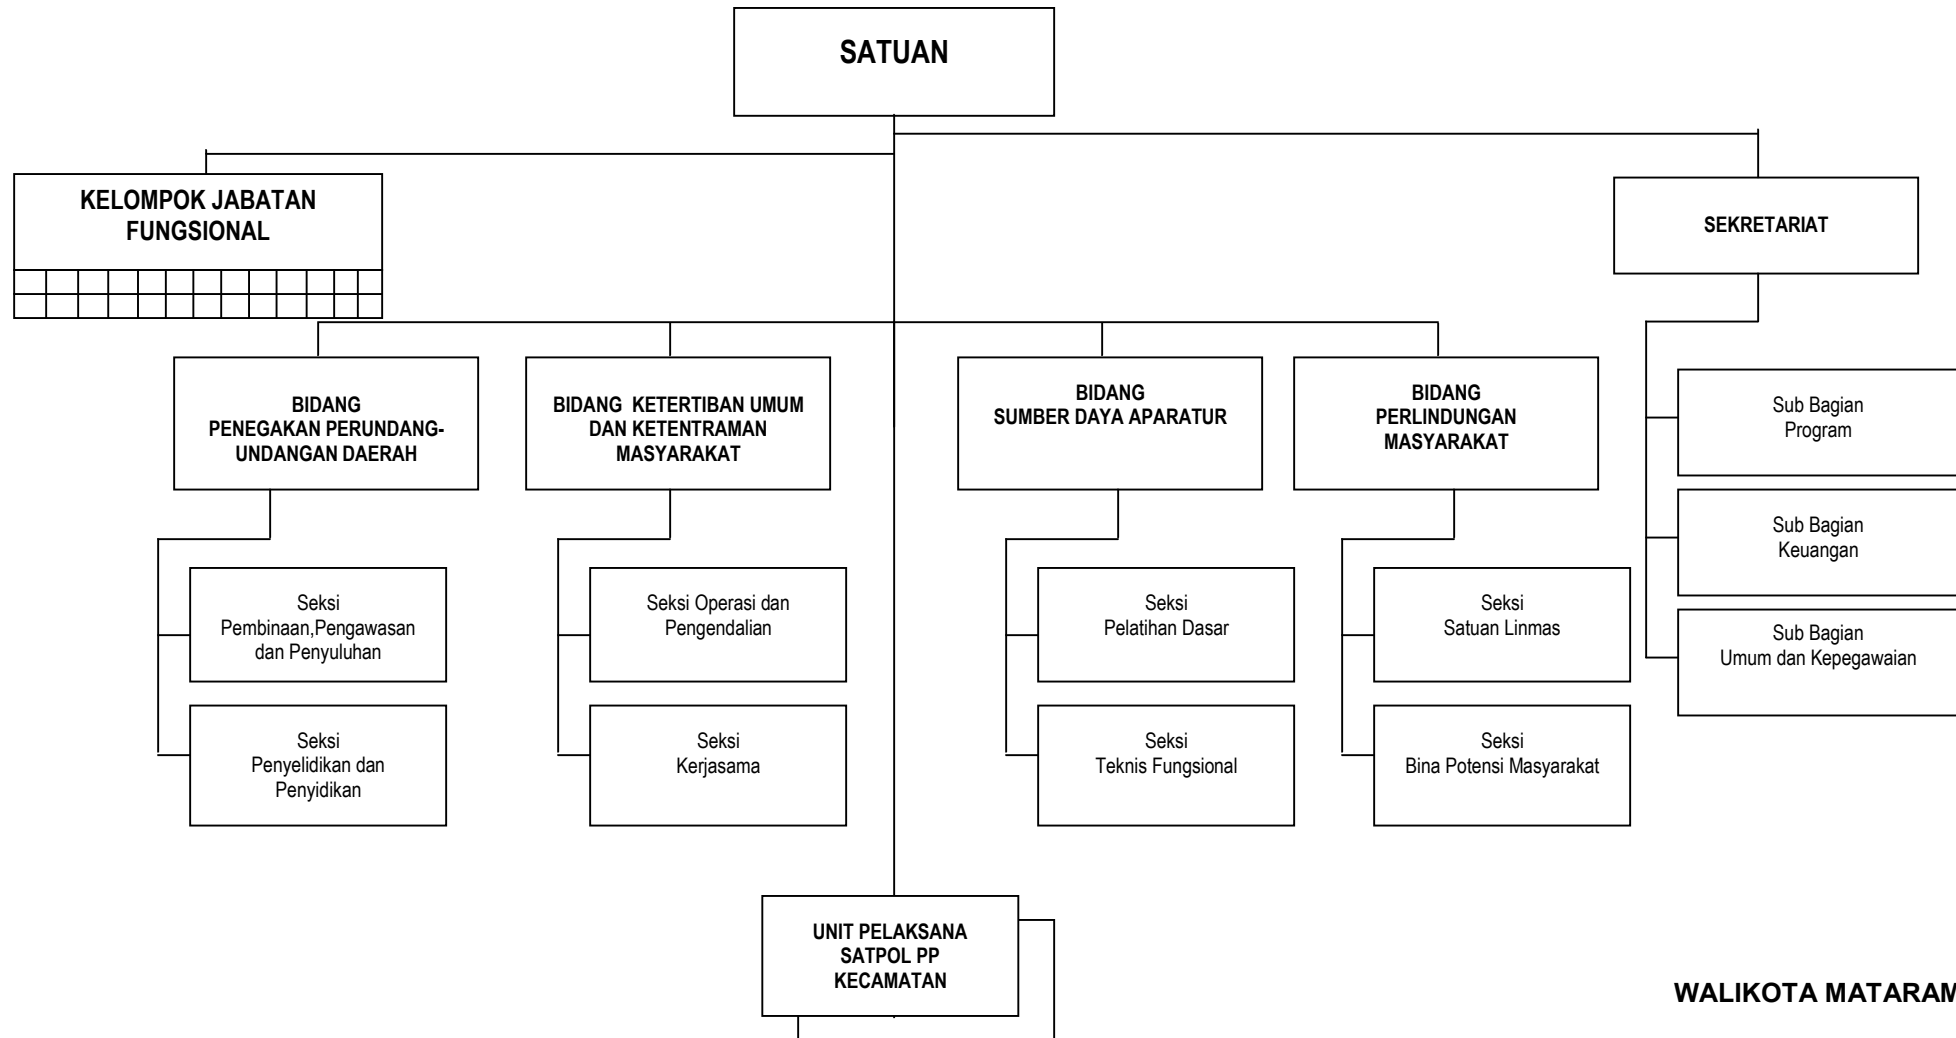 SATUAN
KELOMPOK JABATAN
FUNGSIONAL
SEKRETARIAT
BIDANG
PENEGAKAN PERUNDANG-
UNDANGAN DAERAH
BIDANG  KETERTIBAN UMUM
DAN KETENTRAMAN
MASYARAKAT
BIDANG
SUMBER DAYA APARATUR
BIDANG
PERLINDUNGAN
MASYARAKAT
Sub Bagian
Program
Sub Bagian
Keuangan
Sub Bagian
Umum dan Kepegawaian
Seksi
Pembinaan,Pengawasan
dan Penyuluhan
Seksi Operasi dan
Pengendalian
Seksi
Pelatihan Dasar
Seksi
Satuan Linmas
Seksi
Penyelidikan dan
Penyidikan
Seksi
Kerjasama
Seksi
Teknis Fungsional
Seksi
Bina Potensi Masyarakat
UNIT PELAKSANA
SATPOL PP
KECAMATAN
WALIKOTA MATARAM